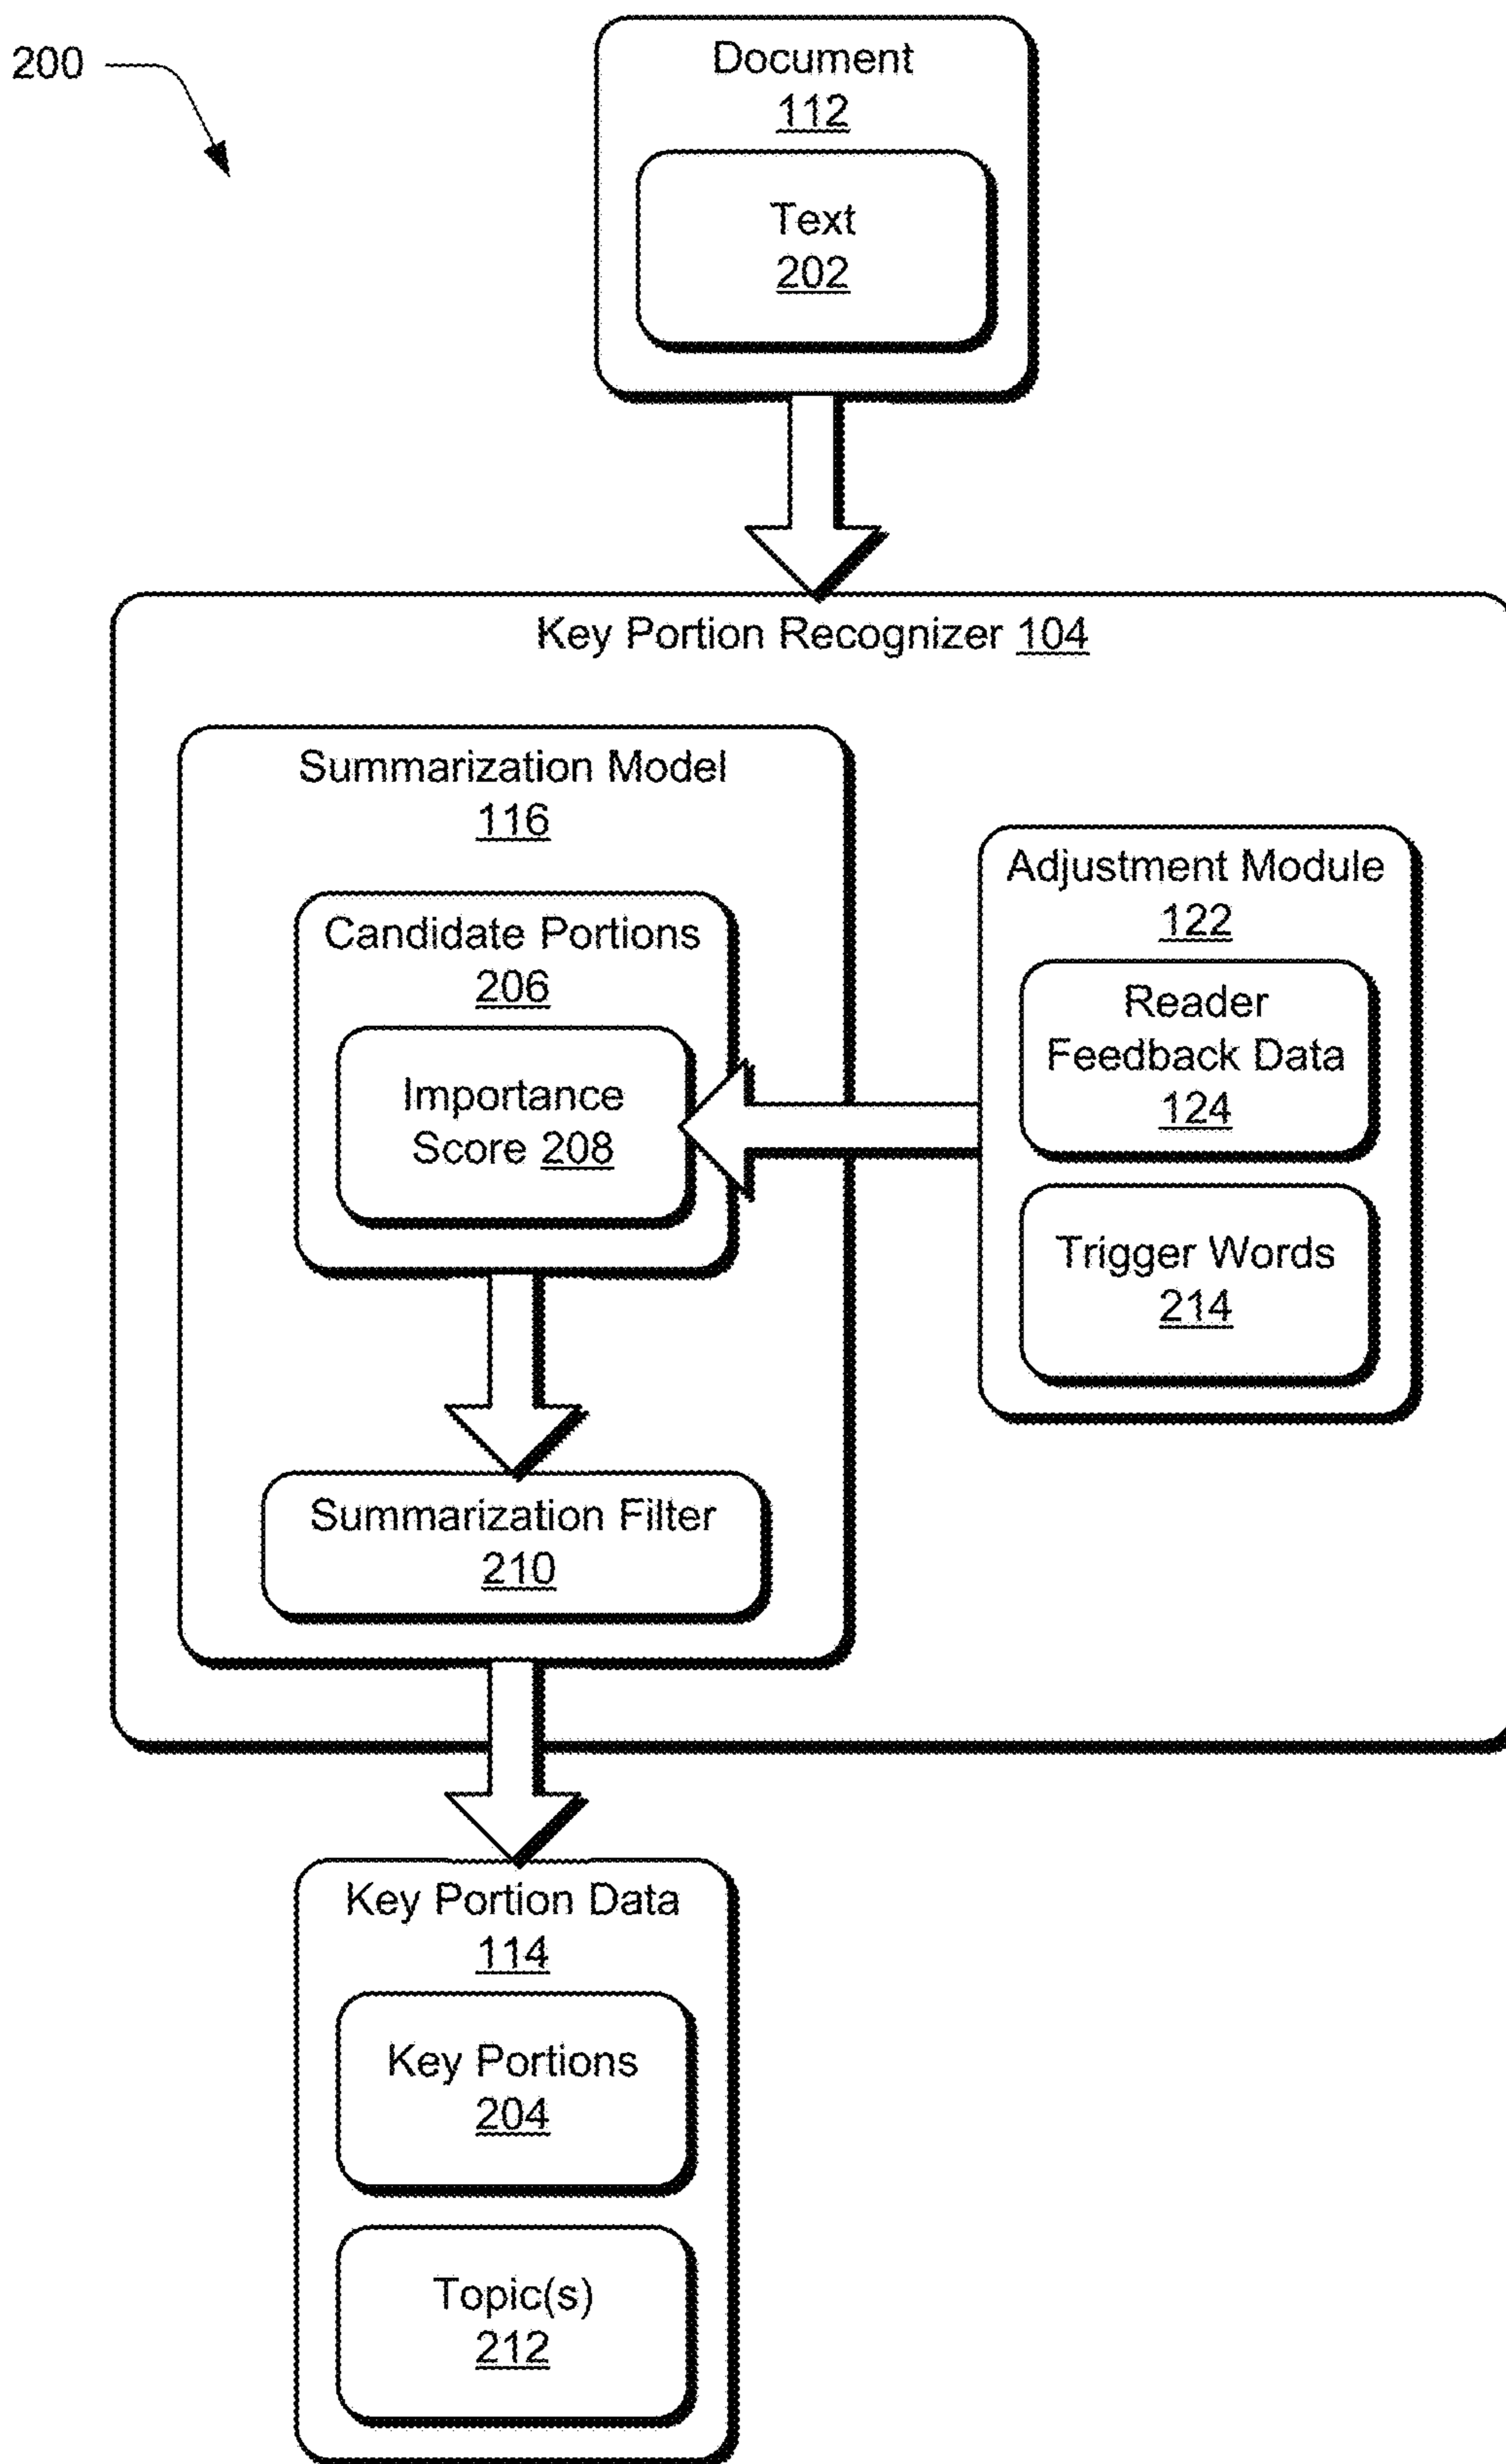 200
Document
112
Text
202
Key Portion Recognizer 104
Summarization Model
116
Candidate Portions
206
Importance
Score 208
Adjustment Module
122
Reader
Feedback Data
124
Trigger Words
214
Summarization Filter
210
Key Portion Data
114
Key Portions
204
Topic(s)
212